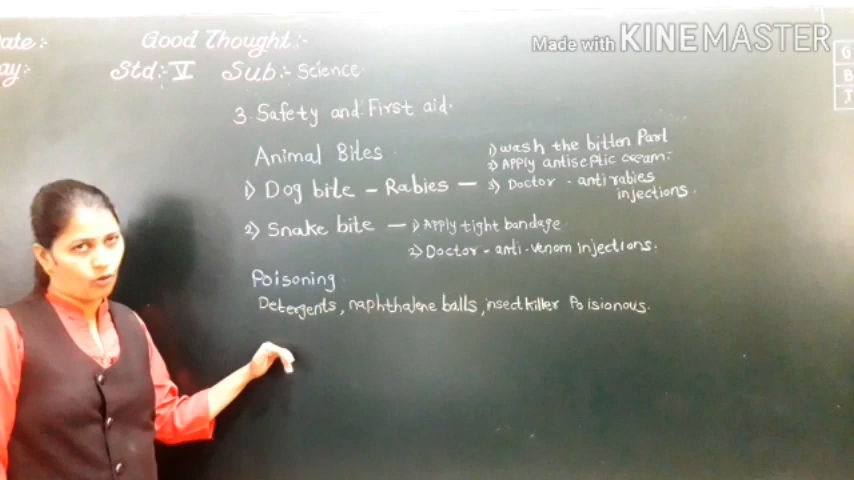 ate:- Good Thought:-
Made with KINEMASTER
ay:- Std:- V Sub:- Science.
G
B
T
3. Safety and First aid.
Animal Bites.
1) Dog bite - Rabies - 1) wash the bitten Part
2) Apply antiseptic cream.
3) Doctor - anti rabies
injections.
2) Snake bite - 1) Apply tight bandage
2) Doctor - anti-venom injections.
Poisoning
Detergents, naphthalene balls, insect killer Poisionous.